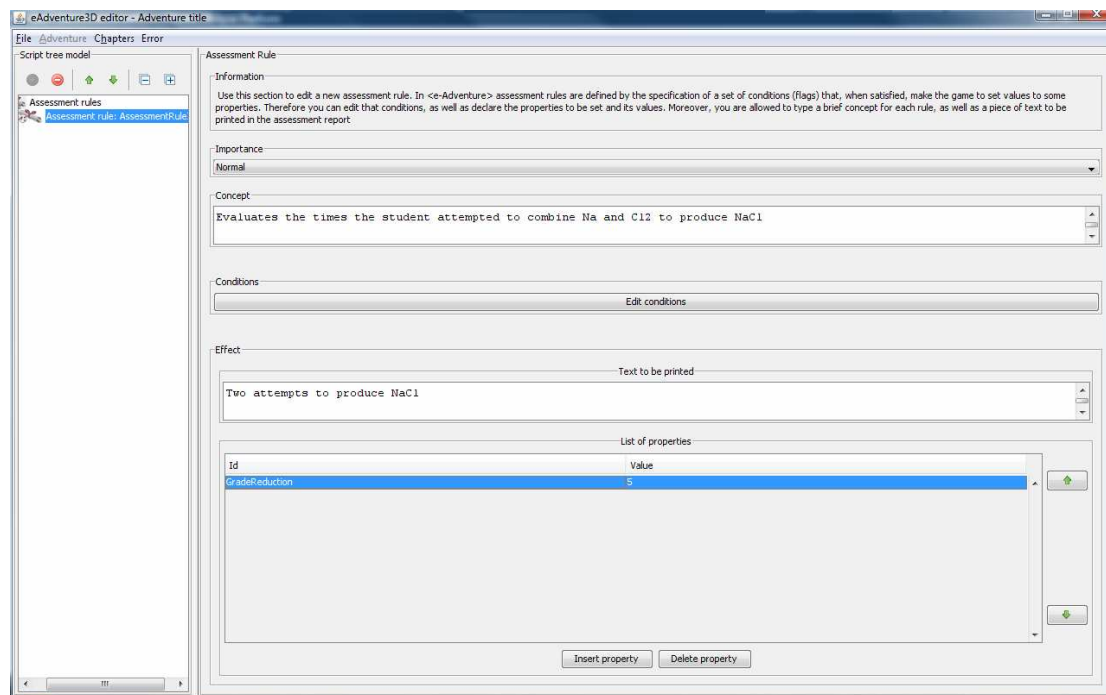 eAdventure3D editor - Adventure title
File Adventure Chapters Error
Script tree model
Assessment rules
Assessment rule: AssessmentRule
Assessment Rule
Information
Use this section to edit a new assessment rule. In <e-Adventure> assessment rules are defined by the specification of a set of conditions (flags) that, when satisfied, make the game to set values to some
properties. Therefore you can edit that conditions, as well as declare the properties to be set and its values. Moreover, you are allowed to type a brief concept for each rule, as well as a piece of text to be
printed in the assessment report
Importance
Normal
Concept
Evaluates the times the student attempted to combine Na and Cl2 to produce NaCl
Conditions
Edit conditions
Effect
Text to be printed
Two attempts to produce NaCl
List of properties
Id Value
GradeReduction 5
Insert property Delete property